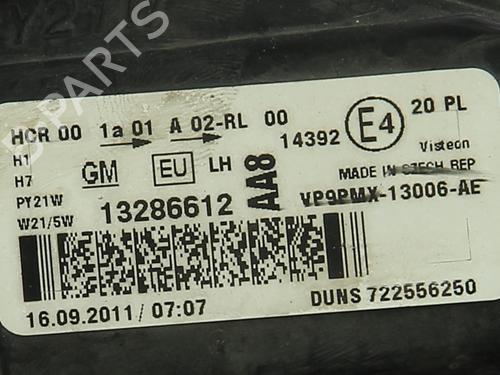 HCR 00 1a 01 A 02-RL 00
14392 E4 20 PL
H1
H7
PY21W
W21/5W
GM EU LH
AA8
Visteon
MADE IN CZECH REP
13286612
VP9PMX-13006-AE
16.09.2011/ 07:07
DUNS 722556250
PARTS